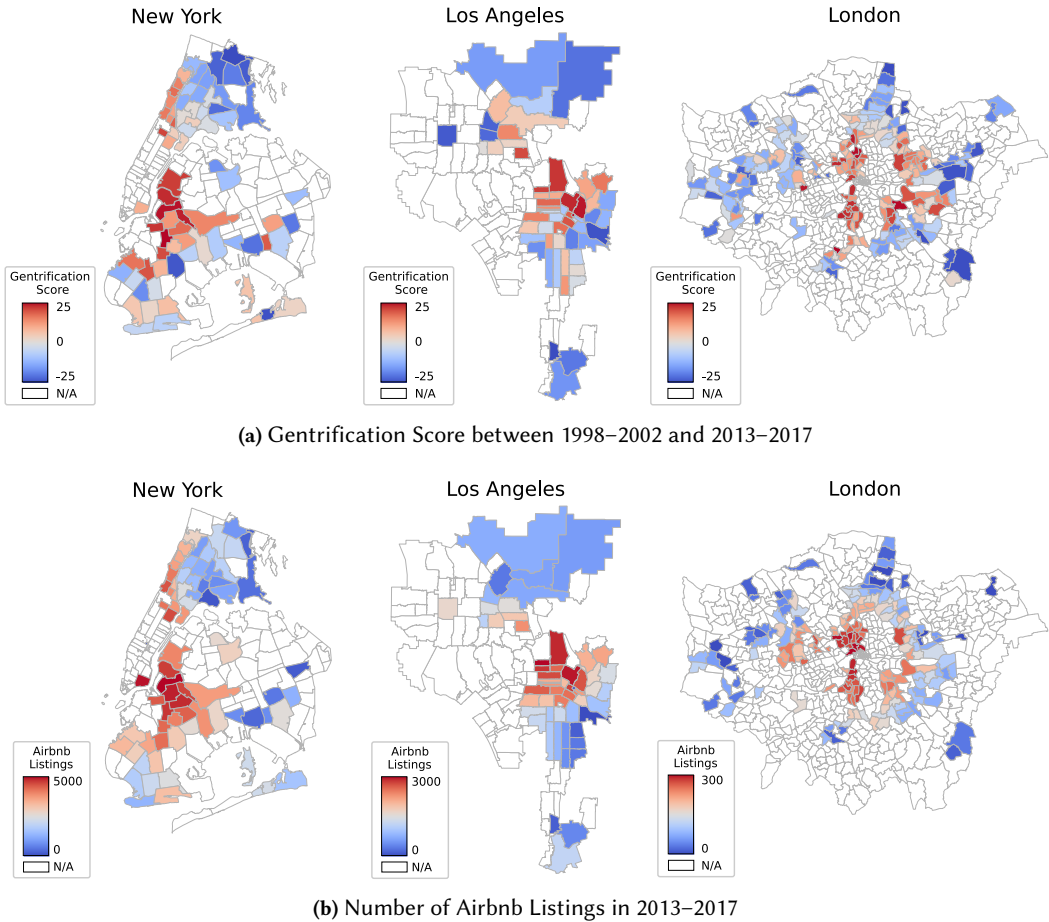 New York
Los Angeles
London
Gentrification
Score
25
0
-25
N/A
Gentrification
Score
25
0
-25
N/A
Gentrification
Score
25
0
-25
N/A
(a) Gentrification Score between 1998–2002 and 2013–2017
New York
Los Angeles
London
Airbnb
Listings
5000
0
N/A
Airbnb
Listings
3000
0
N/A
Airbnb
Listings
300
0
N/A
(b) Number of Airbnb Listings in 2013–2017